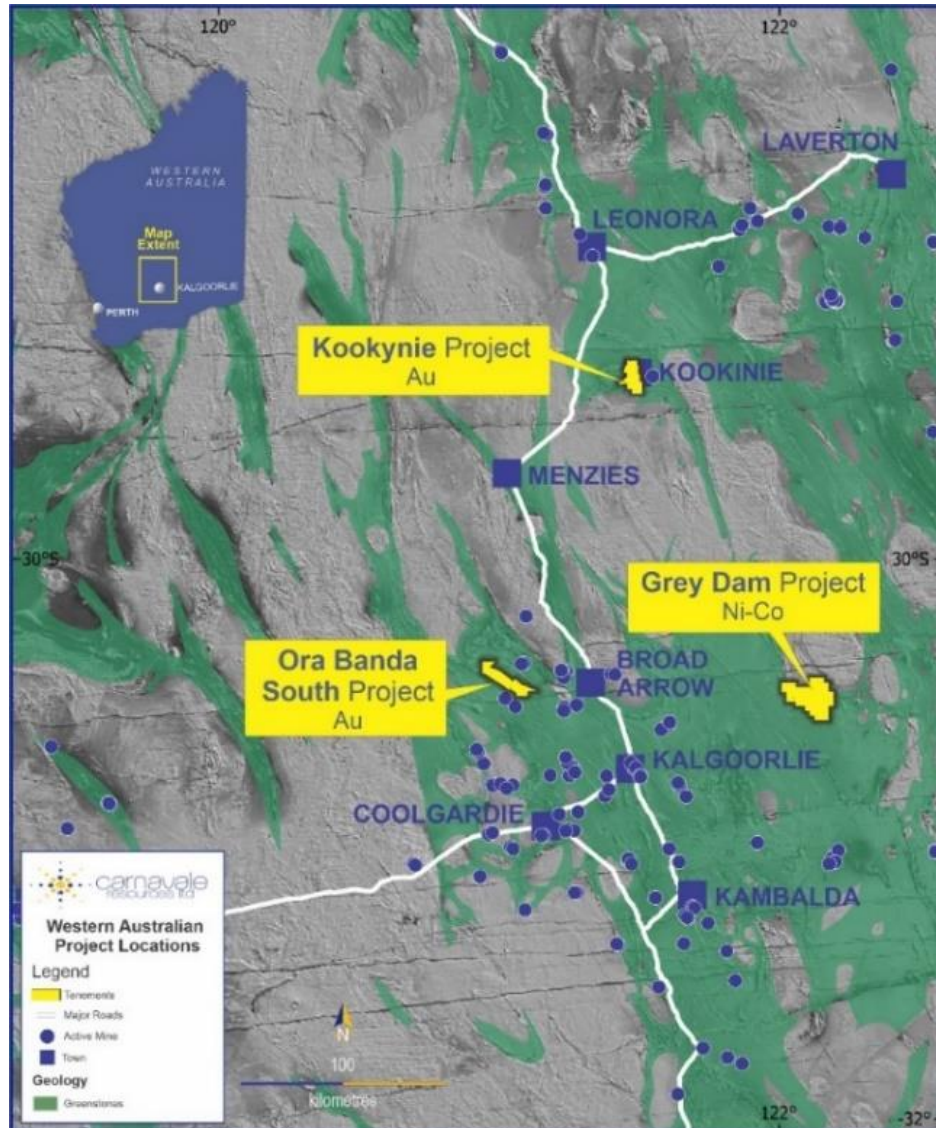 120°
122°
WESTERN
AUSTRALIA
Map
Extent
KALGOORLIE
PERTH
LAVERTON
LEONORA
Kookynie Project
Au
KOOKINIE
MENZIES
30°S
30°S
Grey Dam Project
Ni-Co
Ora Banda
South Project
Au
BROAD
ARROW
KALGOORLIE
COOLGARDIE
KAMBALDA
carnavale
resources ltd
Western Australian
Project Locations
Legend
Tenements
Major Roads
Active Mine
Town
Geology
Greenstones
N
100
kilometres
122°
-32°